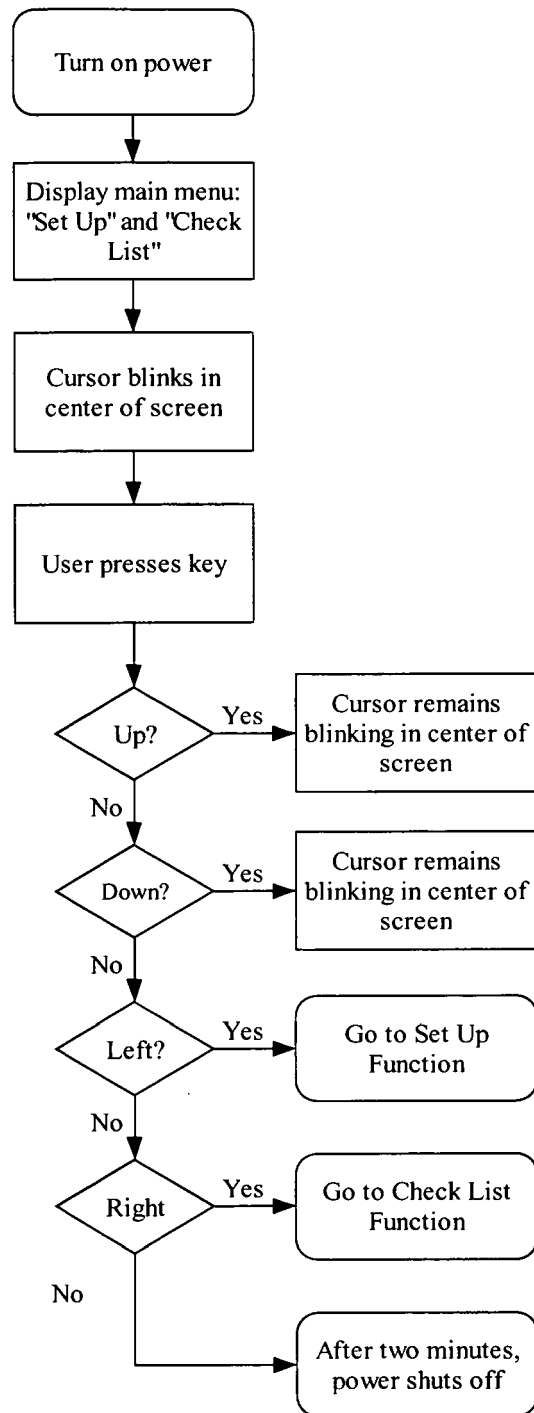 Turn on power
Display main menu:
"Set Up" and "Check
List"
Cursor blinks in
center of screen
User presses key
Up?
Yes
Cursor remains
blinking in center of
screen
No
Down?
Yes
Cursor remains
blinking in center of
screen
No
Left?
Yes
Go to Set Up
Function
No
Right
Yes
Go to Check List
Function
No
After two minutes,
power shuts off